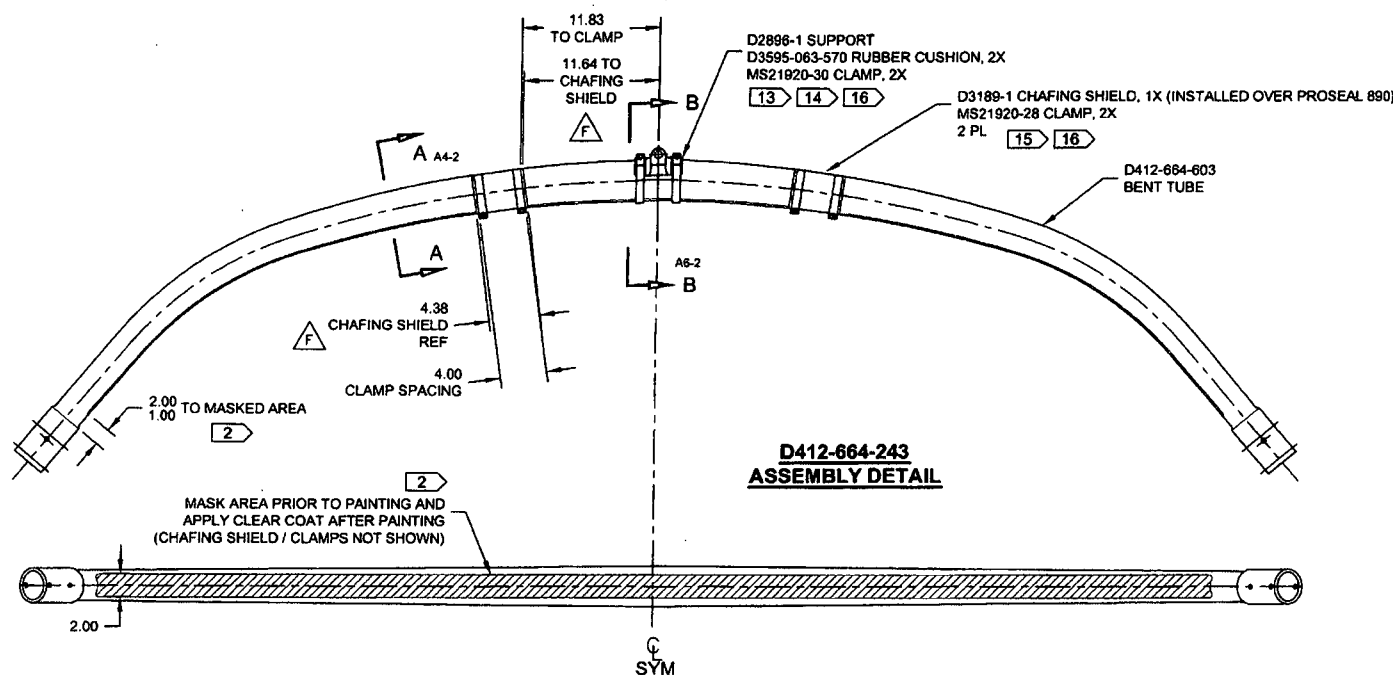 11.83
TO CLAMP
11.64 TO
CHAFING
SHIELD
F
B
D2896-1 SUPPORT
D3595-063-570 RUBBER CUSHION, 2X
MS21920-30 CLAMP, 2X
13 14 16
D3189-1 CHAFING SHIELD, 1X (INSTALLED OVER PROSEAL 890)
MS21920-28 CLAMP, 2X
2 PL 15 16
A A4-2
D412-664-603
BENT TUBE
A
A6-2
B
4.38
CHAFING SHIELD
REF
F
4.00
CLAMP SPACING
2.00
1.00
TO MASKED AREA
2
D412-664-243
ASSEMBLY DETAIL
2
MASK AREA PRIOR TO PAINTING AND
APPLY CLEAR COAT AFTER PAINTING
(CHAFING SHIELD / CLAMPS NOT SHOWN)
2.00
CL
SYM